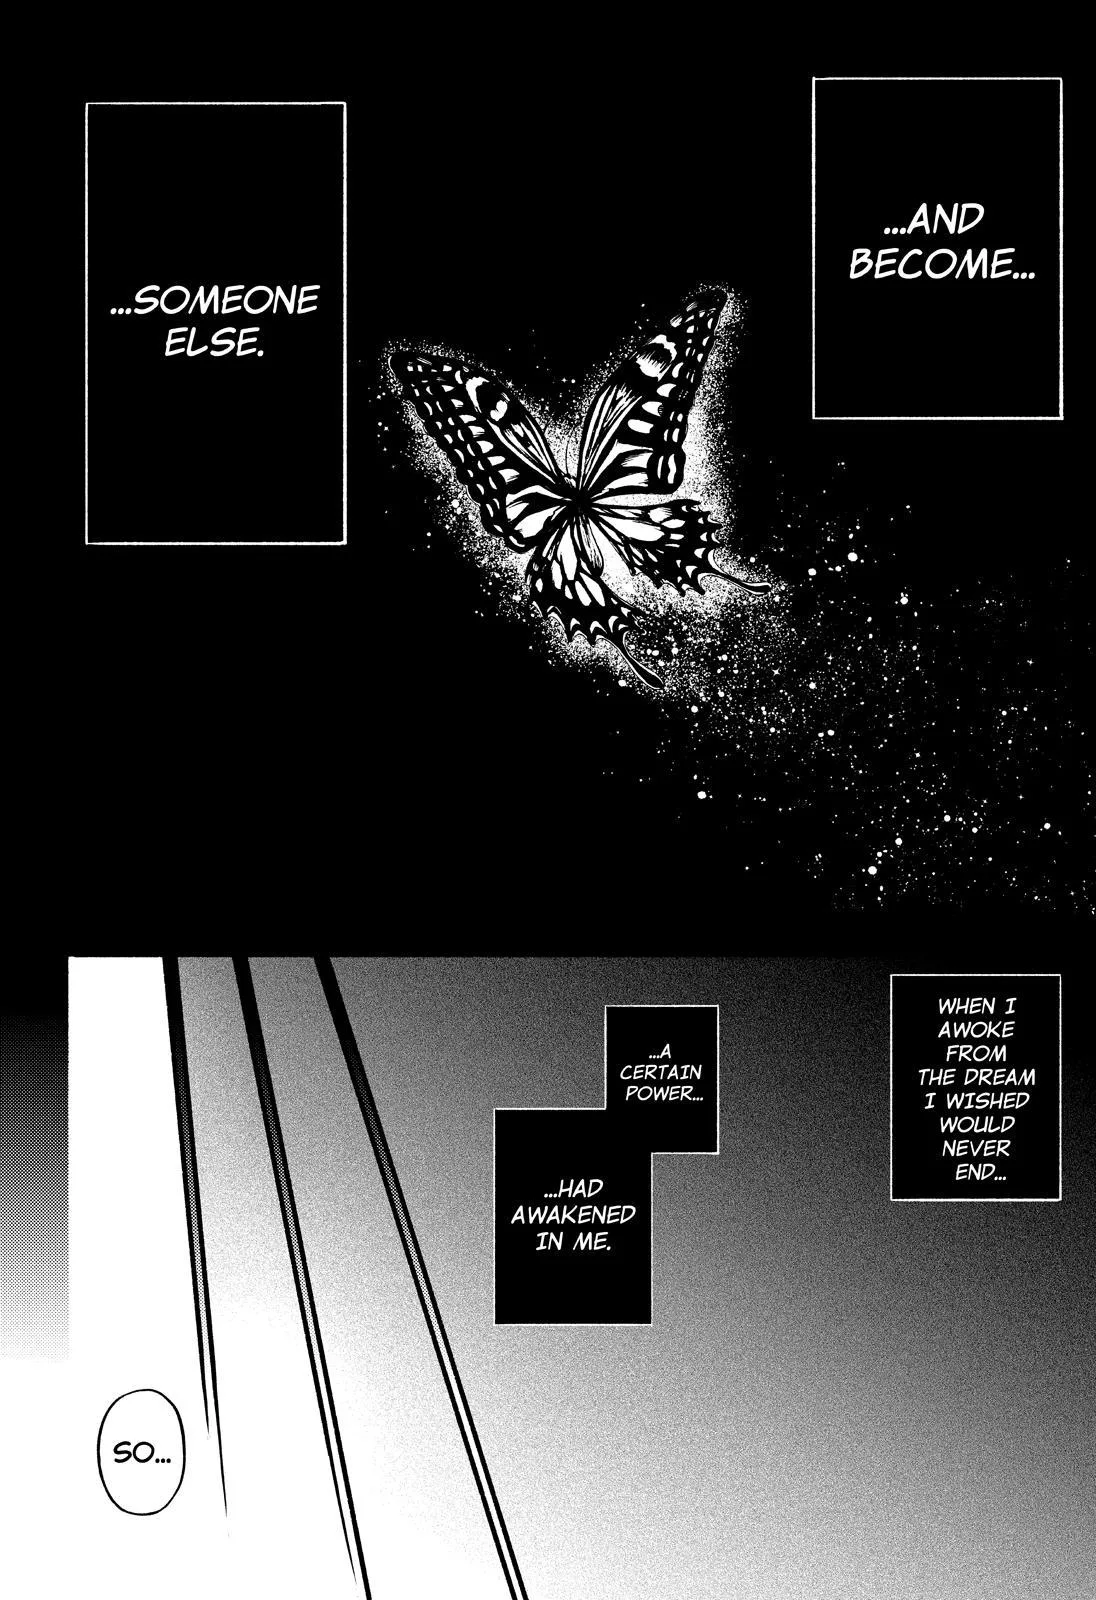 ...AND
BECOME...
...SOMEONE
ELSE.
WHEN I
AWOKE
FROM
THE DREAM
I WISHED
WOULD
NEVER
END...
...A
CERTAIN
POWER...
...HAD
AWAKENED
IN ME.
SO...